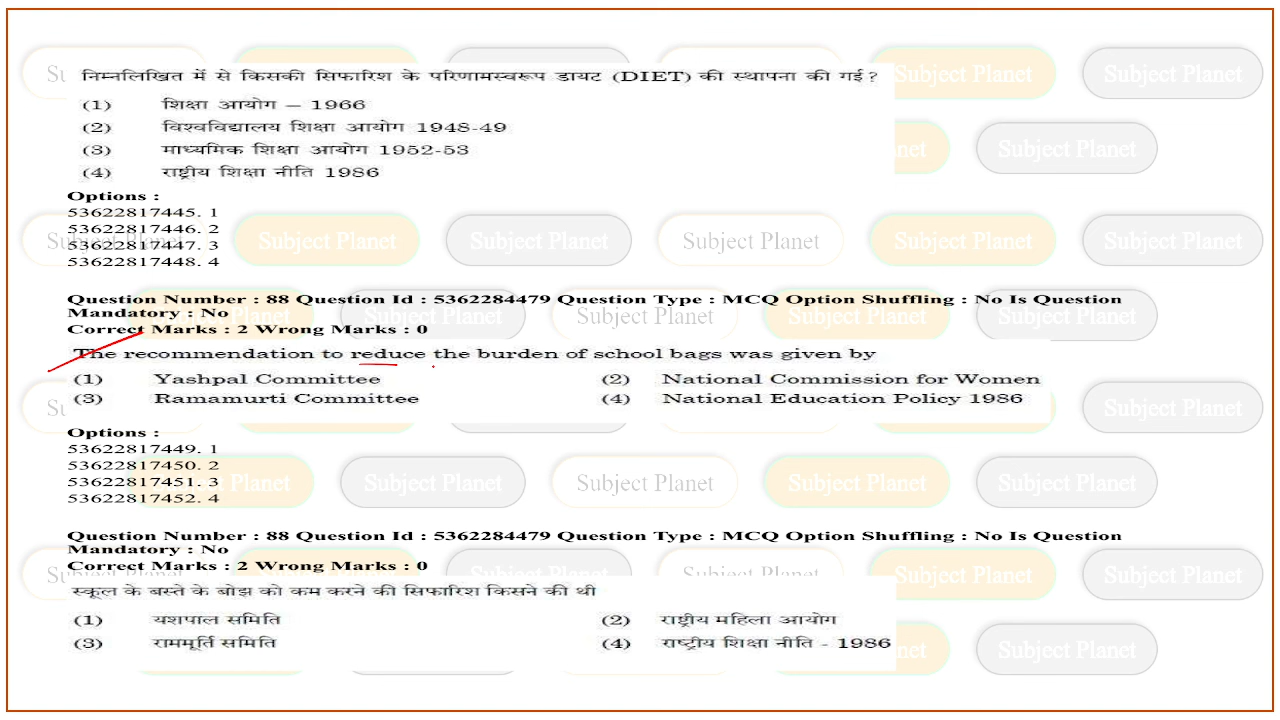 निम्नलिखित में से किसकी सिफारिश के परिणामस्वरूप डायट (DIET) की स्थापना की गई?
(1) शिक्षा आयोग – 1966
(2) विश्वविद्यालय शिक्षा आयोग 1948-49
(3) माध्यमिक शिक्षा आयोग 1952-53
(4) राष्ट्रीय शिक्षा नीति 1986
Options :
53622817445. 1
53622817446. 2
53622817447. 3
53622817448. 4
Question Number : 88 Question Id : 5362284479 Question Type : MCQ Option Shuffling : No Is Question
Mandatory : No
Correct Marks : 2 Wrong Marks : 0
The recommendation to reduce the burden of school bags was given by
(1) Yashpal Committee (2) National Commission for Women
(3) Ramamurti Committee (4) National Education Policy 1986
Options :
53622817449. 1
53622817450. 2
53622817451. 3
53622817452. 4
Question Number : 88 Question Id : 5362284479 Question Type : MCQ Option Shuffling : No Is Question
Mandatory : No
Correct Marks : 2 Wrong Marks : 0
स्कूल के बस्ते के बोझ को कम करने की सिफारिश किसने की थी
(1) यशपाल समिति (2) राष्ट्रीय महिला आयोग
(3) राममूर्ति समिति (4) राष्ट्रीय शिक्षा नीति - 1986
Subject Planet